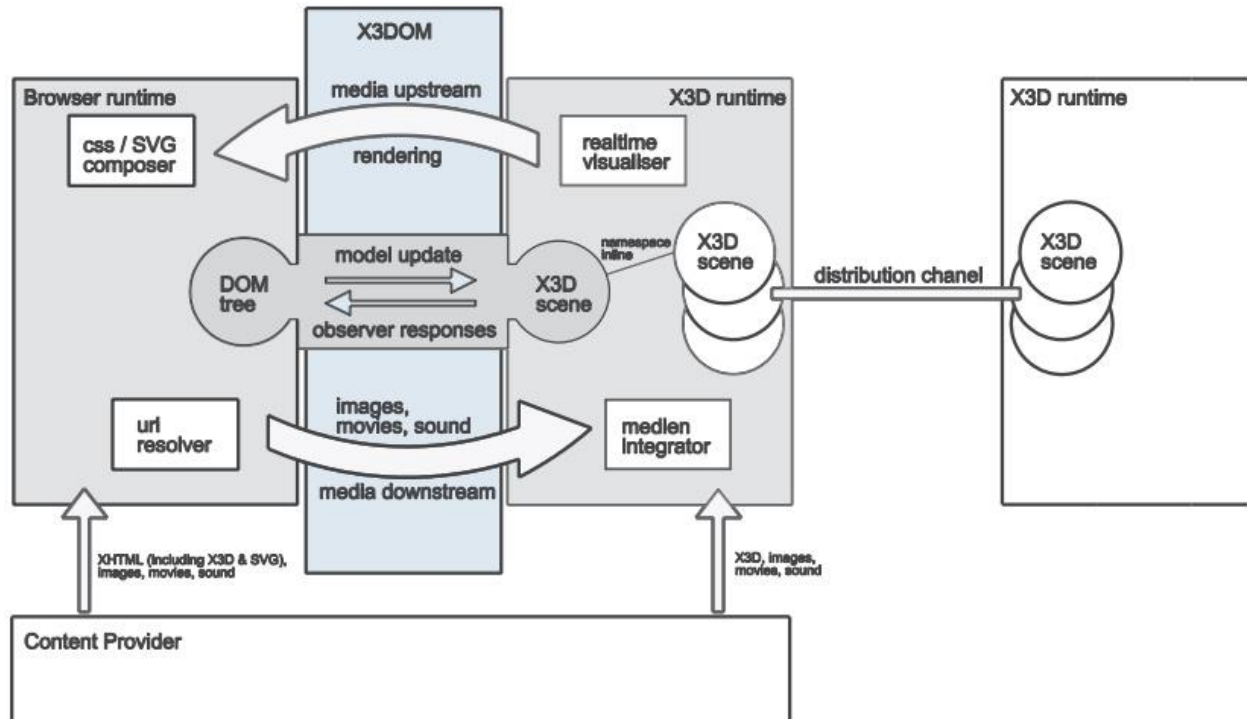 X3DOM
Browser runtime
media upstream
X3D runtime
X3D runtime
css / SVG
composer
rendering
realtime
visualiser
DOM
tree
model update
observer responses
X3D
scene
namespace
inline
X3D
scene
distribution chanel
X3D
scene
url
resolver
images,
movies, sound
media downstream
medien
integrator
XHTML (including X3D & SVG),
images, movies, sound
X3D, images,
movies, sound
Content Provider